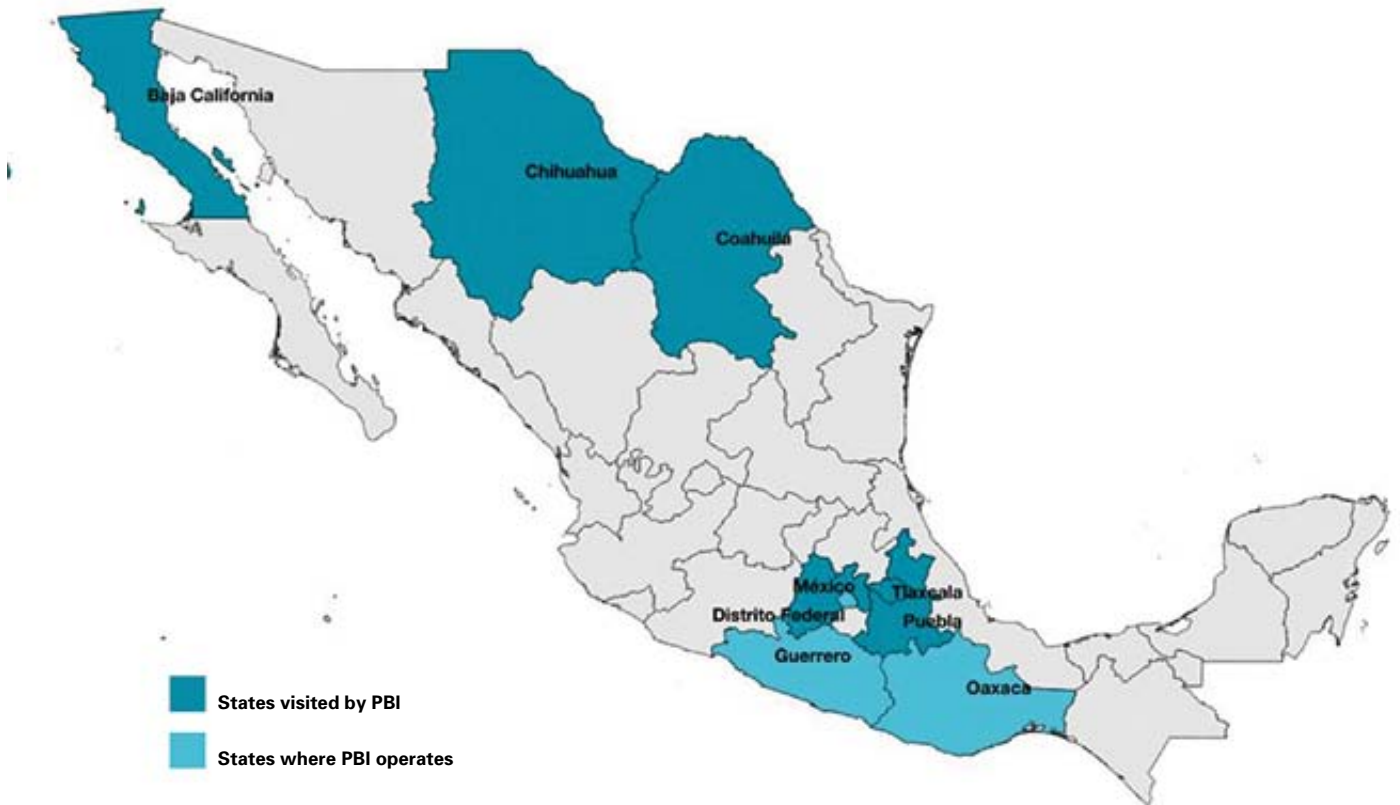 Baja California
Chihuahua
Coahuila
México
Tlaxcala
Distrito Federal
Puebla
Guerrero
Oaxaca
States visited by PBI
States where PBI operates